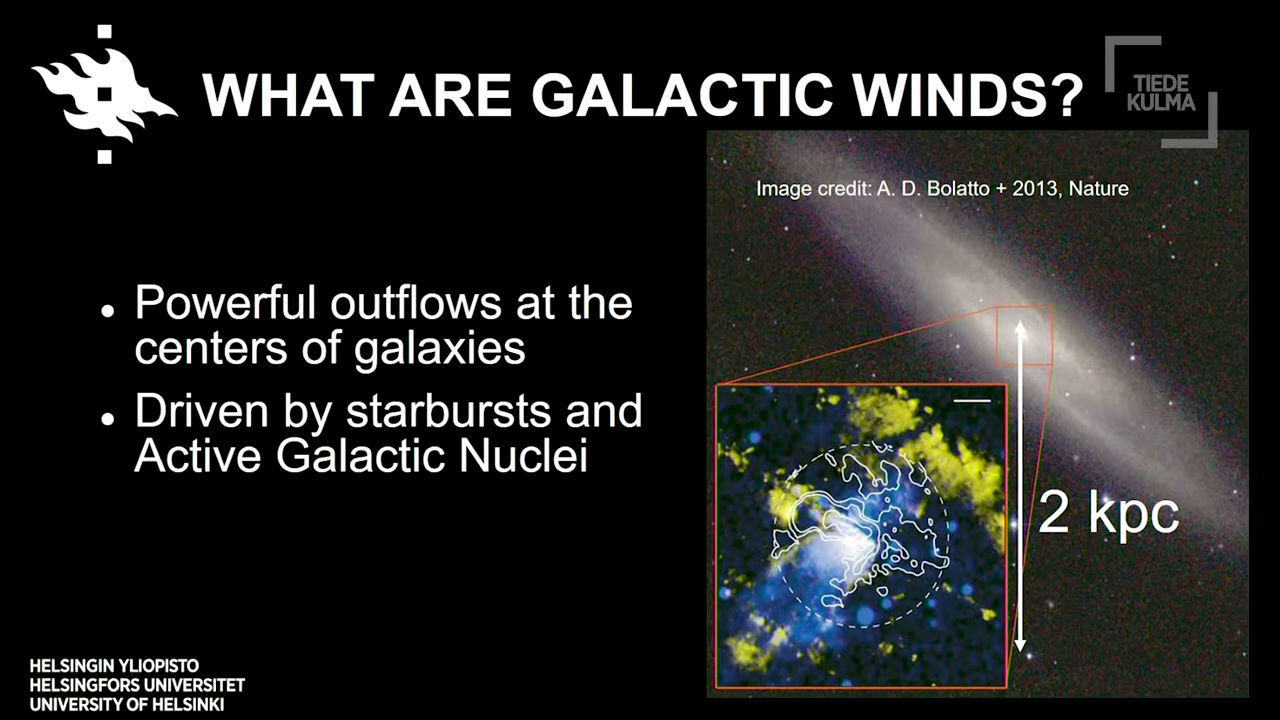 WHAT ARE GALACTIC WINDS?
TIEDE
KULMA
Image credit: A. D. Bolatto + 2013, Nature
• Powerful outflows at the
centers of galaxies
• Driven by starbursts and
Active Galactic Nuclei
2 kpc
HELSINGIN YLIOPISTO
HELSINGFORS UNIVERSITET
UNIVERSITY OF HELSINKI